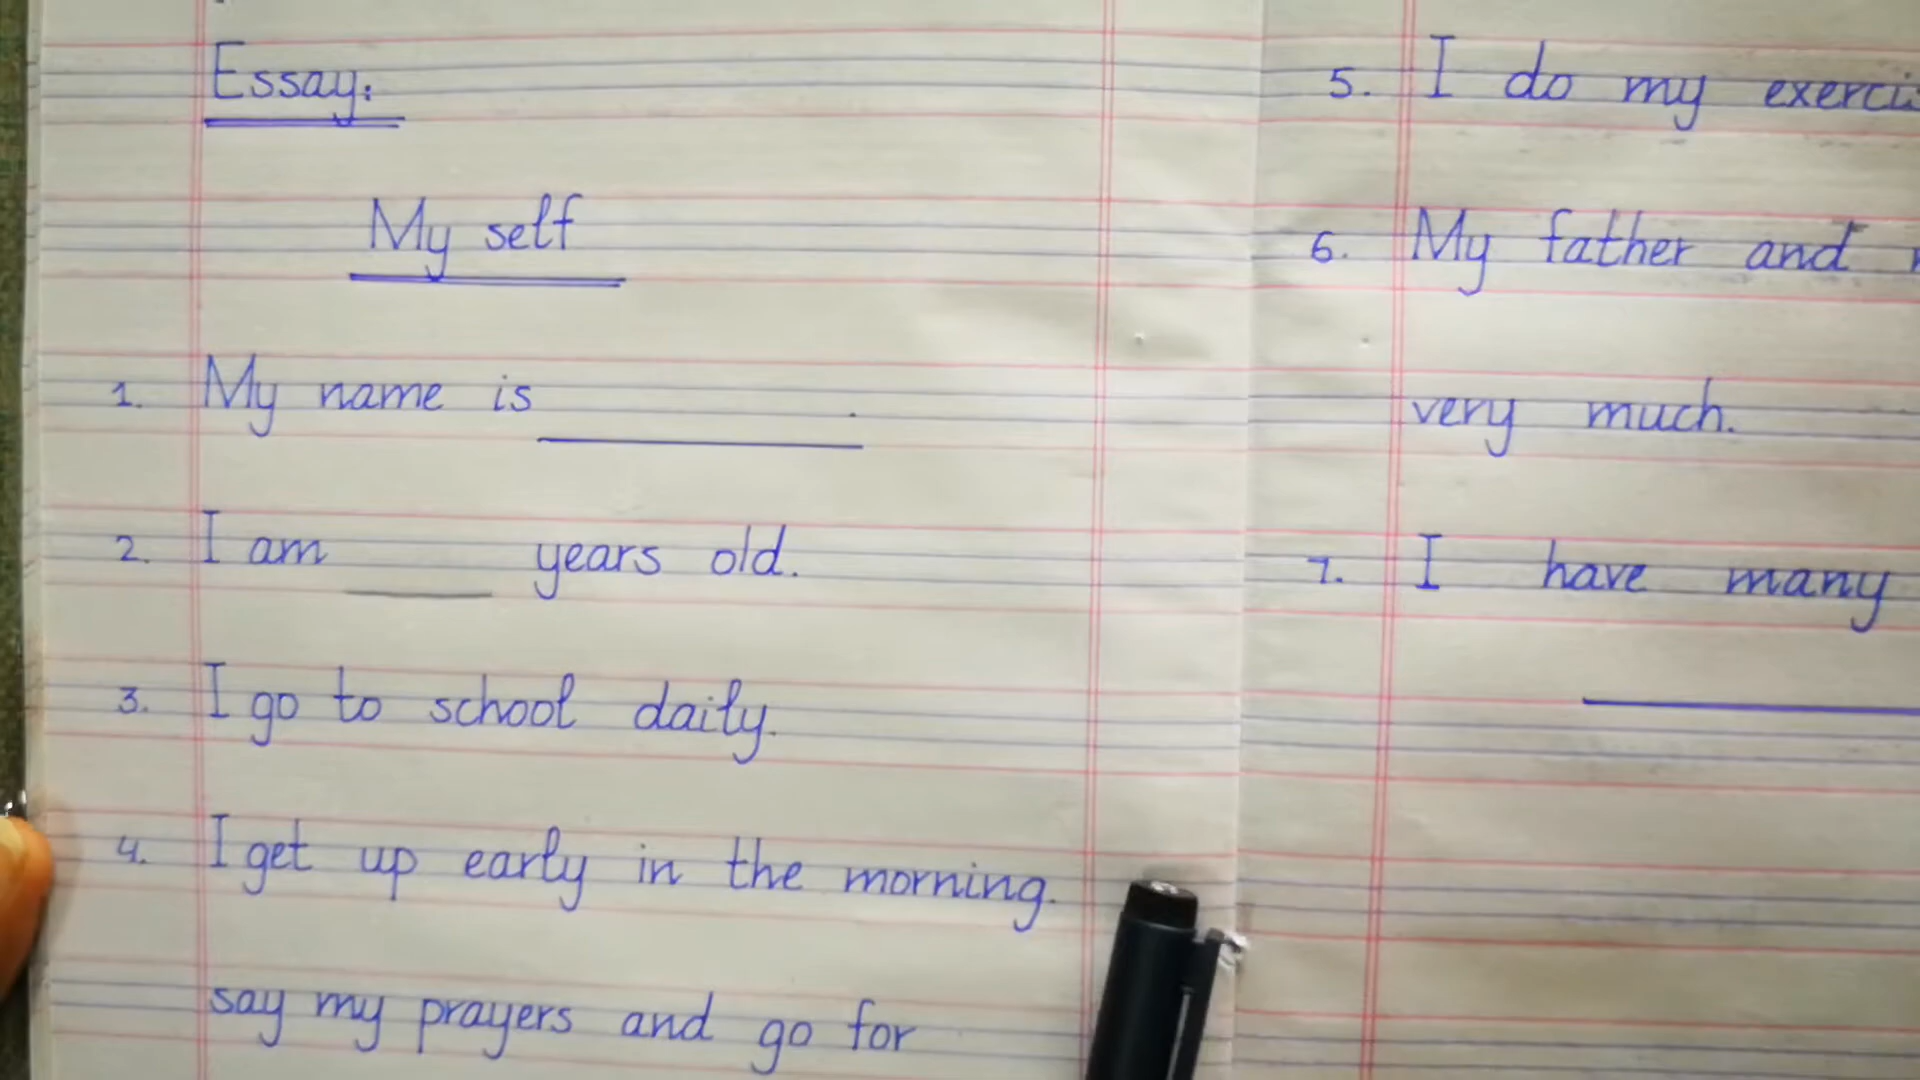 Essay:
My self
1. My name is ________.
2. I am ____ years old.
3. I go to school daily.
4. I get up early in the morning.
say my prayers and go for
5. I do my
6. My father and
very much.
7. I have many